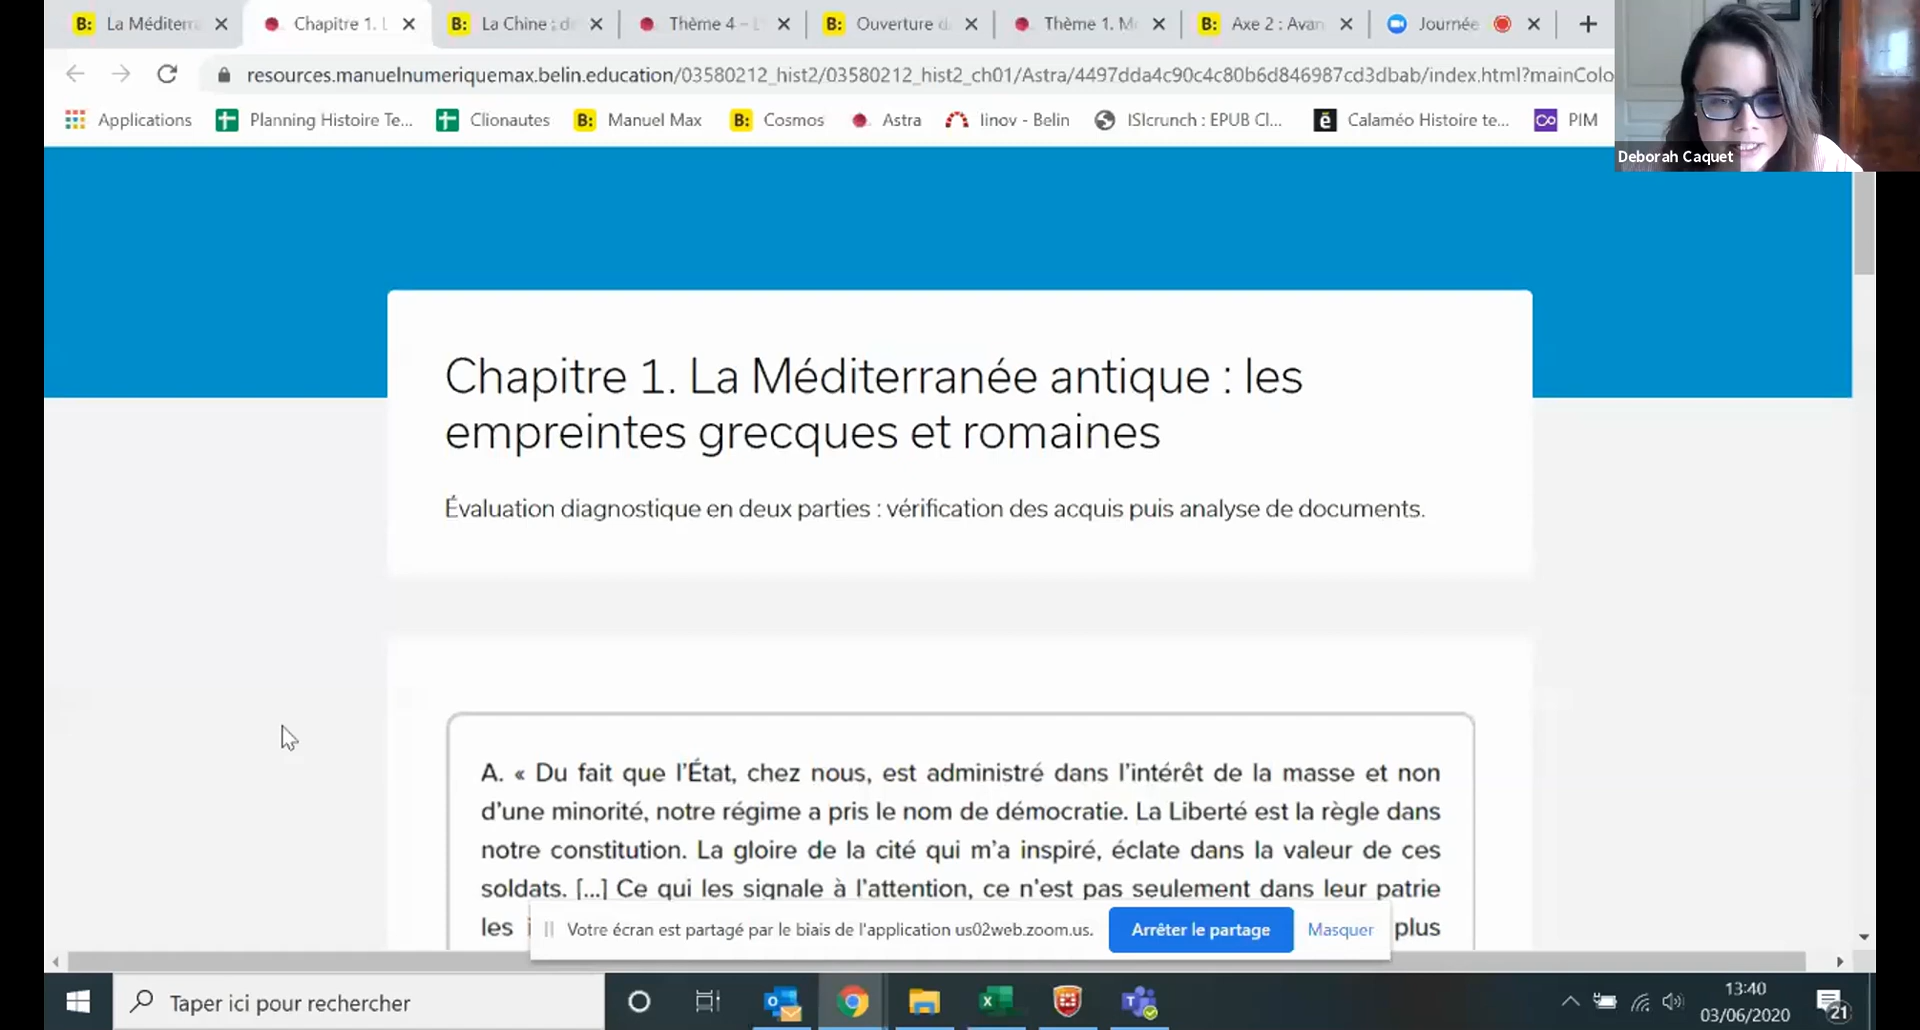 B: La Méditerra
Chapitre 1. L
B: La Chine : de
Thème 4 – L
B: Ouverture d
Thème 1. M
B: Axe 2 : Avan
Journée
resources.manuelnumeriquemax.belin.education/03580212_hist2/03580212_hist2_ch01/Astra/4497dda4c90c4c80b6d846987cd3dbab/index.html?mainColo
Applications
Planning Histoire Te...
Clionautes
B: Manuel Max
B: Cosmos
Astra
Iinov - Belin
ISIcrunch : EPUB Cl...
ë Calaméo Histoire te...
PIM
Deborah Caquet
Chapitre 1. La Méditerranée antique : les
empreintes grecques et romaines
Évaluation diagnostique en deux parties : vérification des acquis puis analyse de documents.
A. « Du fait que l'État, chez nous, est administré dans l'intérêt de la masse et non
d'une minorité, notre régime a pris le nom de démocratie. La Liberté est la règle dans
notre constitution. La gloire de la cité qui m'a inspiré, éclate dans la valeur de ces
soldats. [...] Ce qui les signale à l'attention, ce n'est pas seulement dans leur patrie
les
plus
Votre écran est partagé par le biais de l'application us02web.zoom.us.
Arrêter le partage
Masquer
Taper ici pour rechercher
13:40
03/06/2020
21